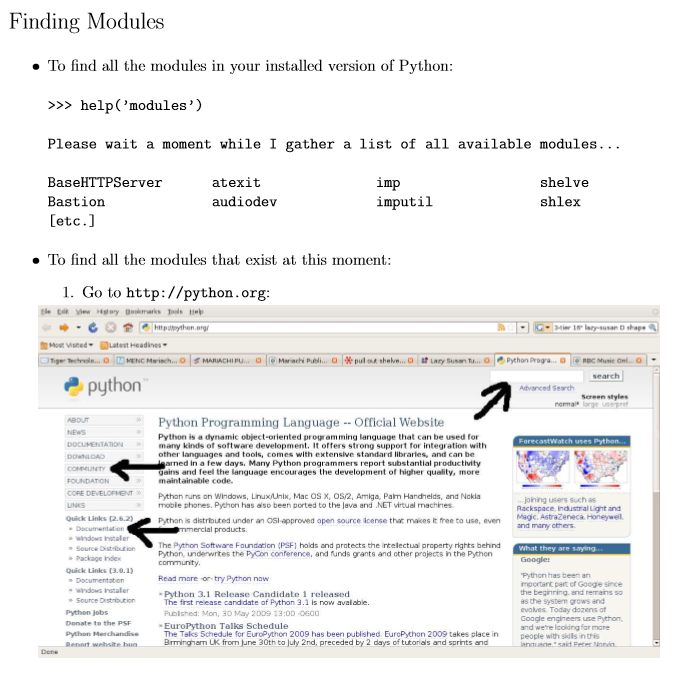 Finding Modules
• To find all the modules in your installed version of Python:
>>> help('modules')
Please wait a moment while I gather a list of all available modules...
BaseHTTPServer atexit imp shelve
Bastion audiodev imputil shlex
[etc.]
• To find all the modules that exist at this moment:
1. Go to http://python.org:
File Edit View History Bookmarks Tools Help
http://python.org/
3-tier 18" lazy-susan D shape
Most Visited Latest Headlines
Tiger Technolo... MENC Mariach... MARIACHI PU... Mariachi Publi... pull out shelve... Lazy Susan Tu... Python Progra... BBC Music Onl...
python
search
Advanced Search
Screen styles
normal* large userpref
ABOUT
NEWS
DOCUMENTATION
DOWNLOAD
COMMUNITY
FOUNDATION
CORE DEVELOPMENT
LINKS
Quick Links (2.6.2)
» Documentation
» Windows Installer
» Source Distribution
» Package Index
Quick Links (3.0.1)
» Documentation
» Windows Installer
» Source Distribution
Python Jobs
Donate to the PSF
Python Merchandise
Report website bug
Python Programming Language -- Official Website
Python is a dynamic object-oriented programming language that can be used for
many kinds of software development. It offers strong support for integration with
other languages and tools, comes with extensive standard libraries, and can be
learned in a few days. Many Python programmers report substantial productivity
gains and feel the language encourages the development of higher quality, more
maintainable code.
Python runs on Windows, Linux/Unix, Mac OS X, OS/2, Amiga, Palm Handhelds, and Nokia
mobile phones. Python has also been ported to the Java and .NET virtual machines.
Python is distributed under an OSI-approved open source license that makes it free to use, even
commercial products.
The Python Software Foundation (PSF) holds and protects the intellectual property rights behind
Python, underwrites the PyCon conference, and funds grants and other projects in the Python
community.
Read more -or- try Python now
» Python 3.1 Release Candidate 1 released
The first release candidate of Python 3.1 is now available.
Published: Mon, 30 May 2009 13:00 -0600
» EuroPython Talks Schedule
The Talks Schedule for EuroPython 2009 has been published. EuroPython 2009 takes place in
Birmingham UK from June 30th to July 2nd, preceded by 2 days of tutorials and sprints and
ForecastWatch uses Python...
... joining users such as
Rackspace, Industrial Light and
Magic, AstraZeneca, Honeywell,
and many others.
What they are saying...
Google:
"Python has been an
important part of Google since
the beginning, and remains so
as the system grows and
evolves. Today dozens of
Google engineers use Python,
and we're looking for more
people with skills in this
language." said Peter Norvig,
Done